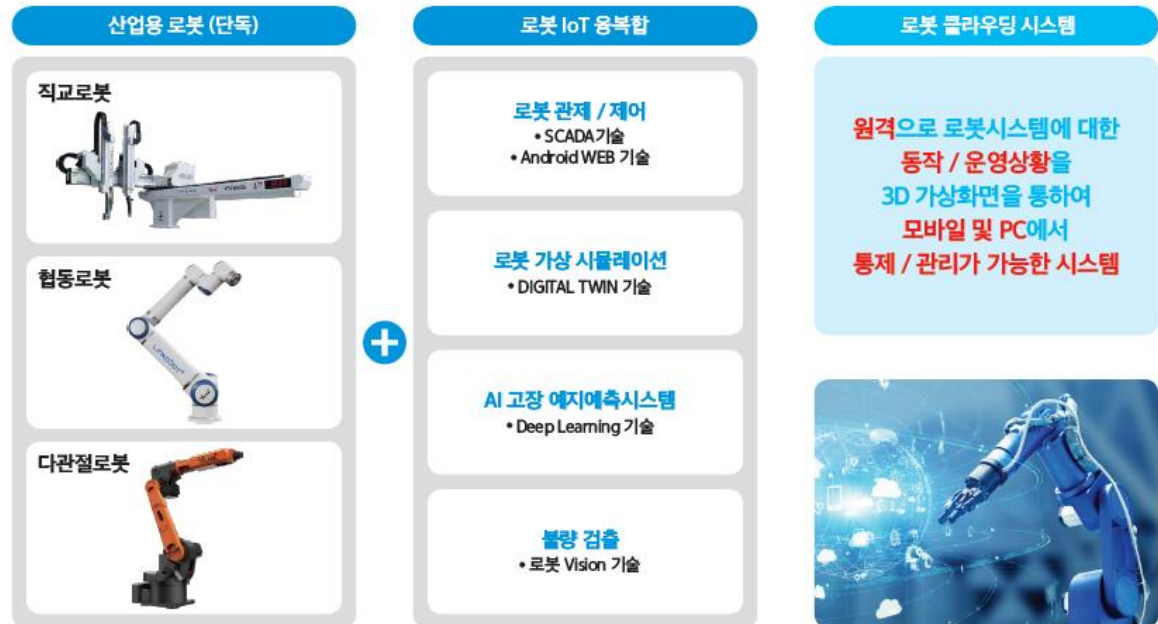 산업용 로봇 (단독)
직교로봇
협동로봇
다관절로봇
로봇 IoT 융복합
로봇 관제 / 제어
• SCADA 기술
• Android WEB 기술
로봇 가상 시뮬레이션
• DIGITAL TWIN 기술
AI 고장 예지예측시스템
• Deep Learning 기술
불량 검출
• 로봇 Vision 기술
로봇 클라우딩 시스템
원격으로 로봇시스템에 대한
동작 / 운영상황을
3D 가상화면을 통하여
모바일 및 PC에서
통제 / 관리가 가능한 시스템